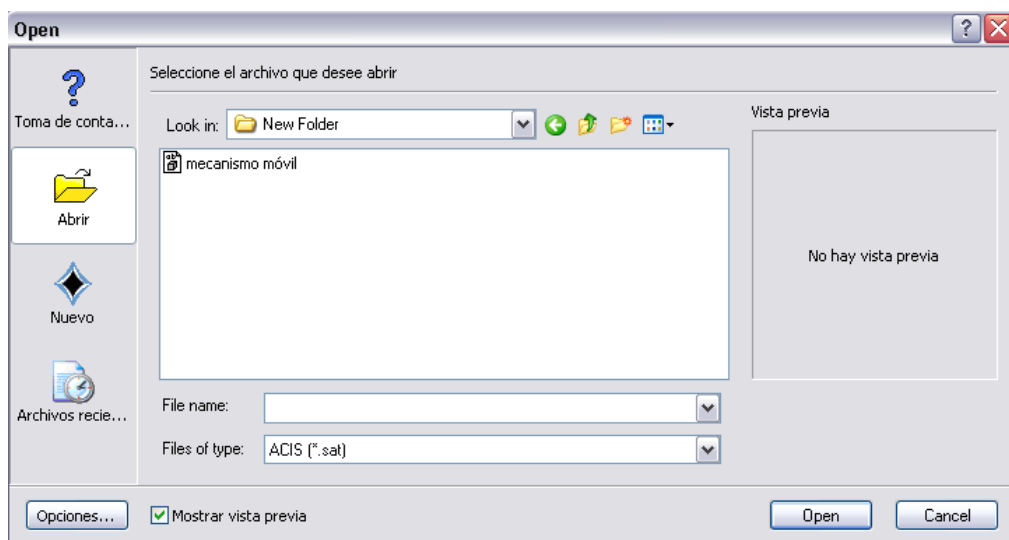 Open
Seleccione el archivo que desee abrir
Toma de conta...
Look in: New Folder
Vista previa
mecanismo móvil
Abrir
No hay vista previa
Nuevo
Archivos recie...
File name:
Files of type: ACIS (*.sat)
Opciones...
Mostrar vista previa
Open
Cancel